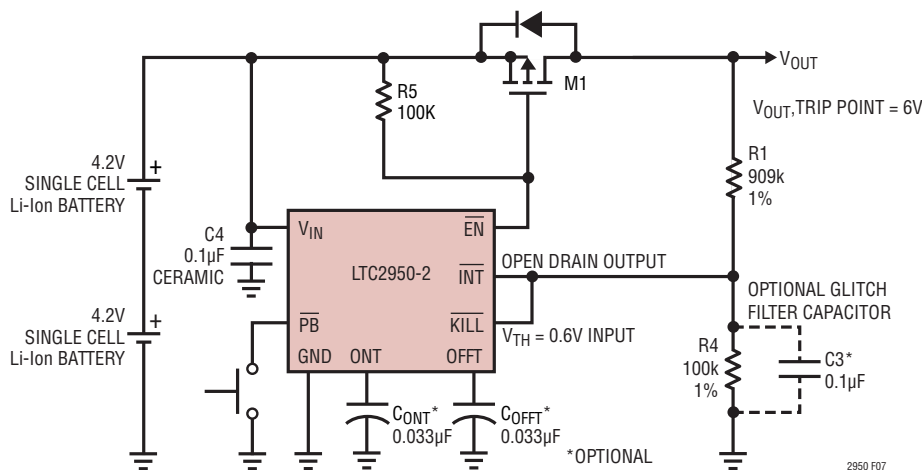 VOUT
M1
R5
100K
VOUT,TRIP POINT = 6V
R1
909k
1%
4.2V
SINGLE CELL
Li-Ion BATTERY
+
C4
0.1µF
CERAMIC
VIN
EN
LTC2950-2
INT
OPEN DRAIN OUTPUT
KILL
VTH = 0.6V INPUT
PB
GND
ONT
OFFT
OPTIONAL GLITCH
FILTER CAPACITOR
R4
100k
1%
C3*
0.1µF
4.2V
SINGLE CELL
Li-Ion BATTERY
+
CONT*
0.033µF
COFFT*
0.033µF
*OPTIONAL
2950 F07